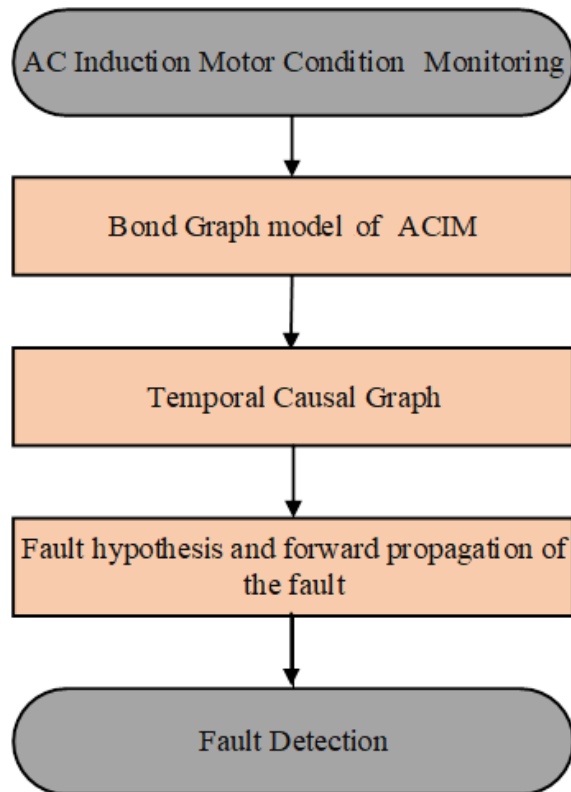 AC Induction Motor Condition Monitoring
Bond Graph model of ACIM
Temporal Causal Graph
Fault hypothesis and forward propagation of
the fault
Fault Detection